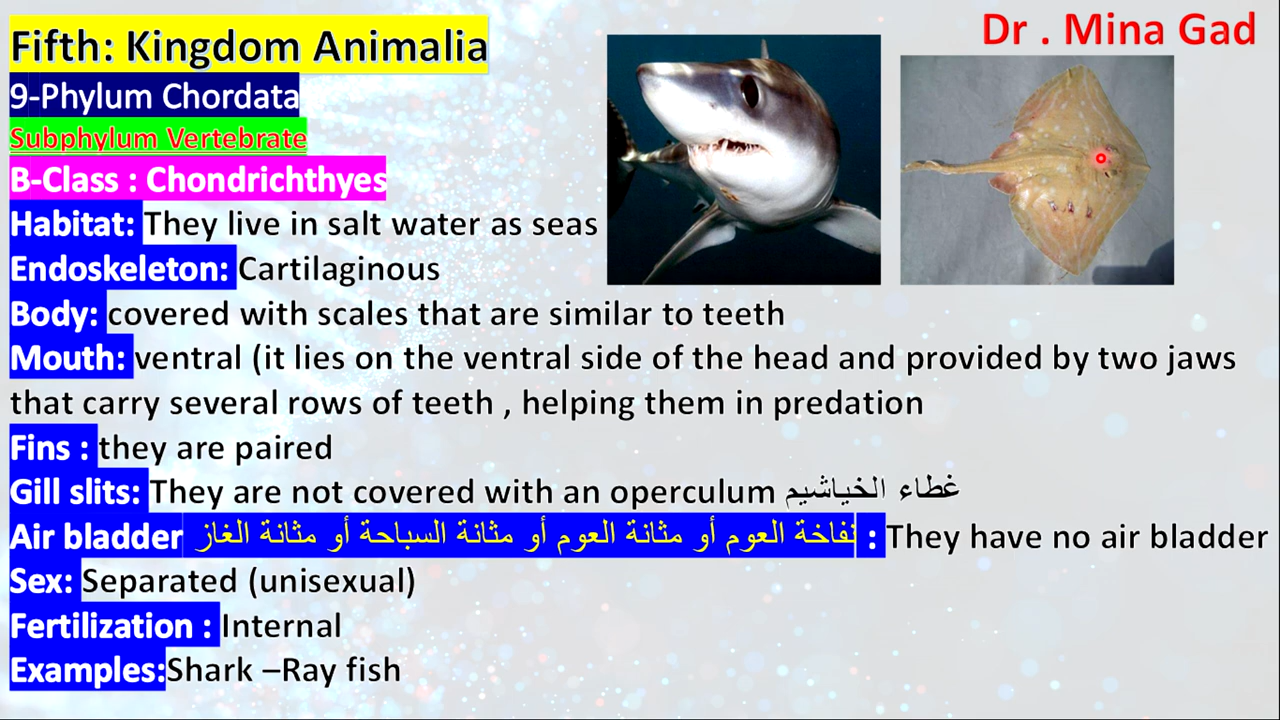 Dr . Mina Gad
Fifth: Kingdom Animalia
9-Phylum Chordata
Subphylum Vertebrate
B-Class : Chondrichthyes
Habitat: They live in salt water as seas
Endoskeleton: Cartilaginous
Body: covered with scales that are similar to teeth
Mouth: ventral (it lies on the ventral side of the head and provided by two jaws
that carry several rows of teeth , helping them in predation
Fins : they are paired
Gill slits: They are not covered with an operculum غطاء الخياشيم
Air bladder نفاخة العوم أو مثانة العوم أو مثانة السباحة أو مثانة الغاز : They have no air bladder
Sex: Separated (unisexual)
Fertilization : Internal
Examples:Shark –Ray fish